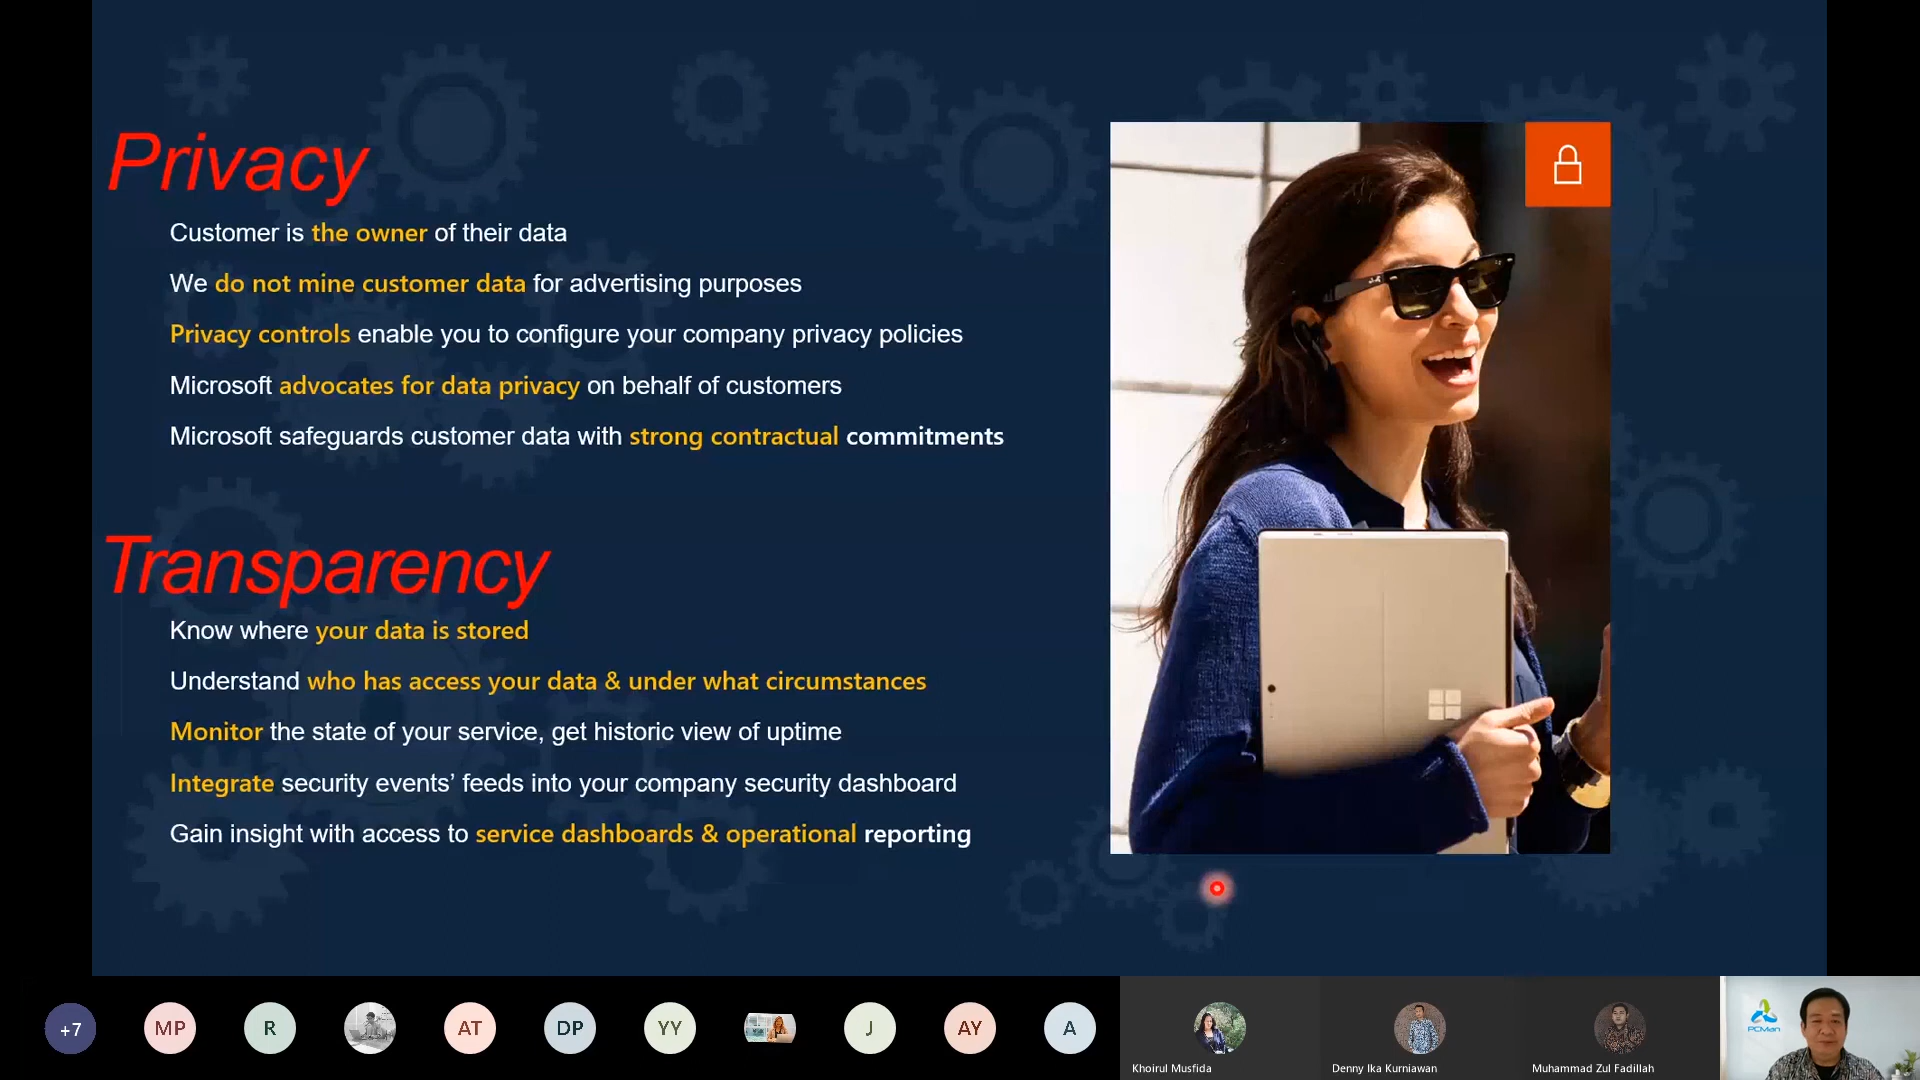 Privacy
Customer is the owner of their data
We do not mine customer data for advertising purposes
Privacy controls enable you to configure your company privacy policies
Microsoft advocates for data privacy on behalf of customers
Microsoft safeguards customer data with strong contractual commitments
Transparency
Know where your data is stored
Understand who has access your data & under what circumstances
Monitor the state of your service, get historic view of uptime
Integrate security events’ feeds into your company security dashboard
Gain insight with access to service dashboards & operational reporting
+7
MP
R
AT
DP
YY
J
AY
A
Khoirul Musfida
Denny Ika Kurniawan
Muhammad Zul Fadillah
PCMan